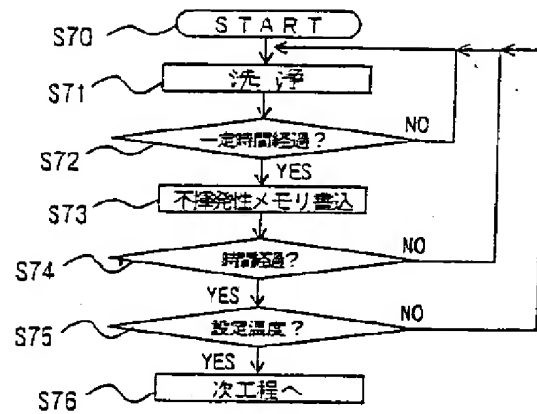 S70 START
S71 洗浄
S72 一定時間経過? NO
YES
S73 不揮発性メモリ書込
S74 時間経過? NO
YES
S75 設定温度? NO
YES
S76 次工程へ